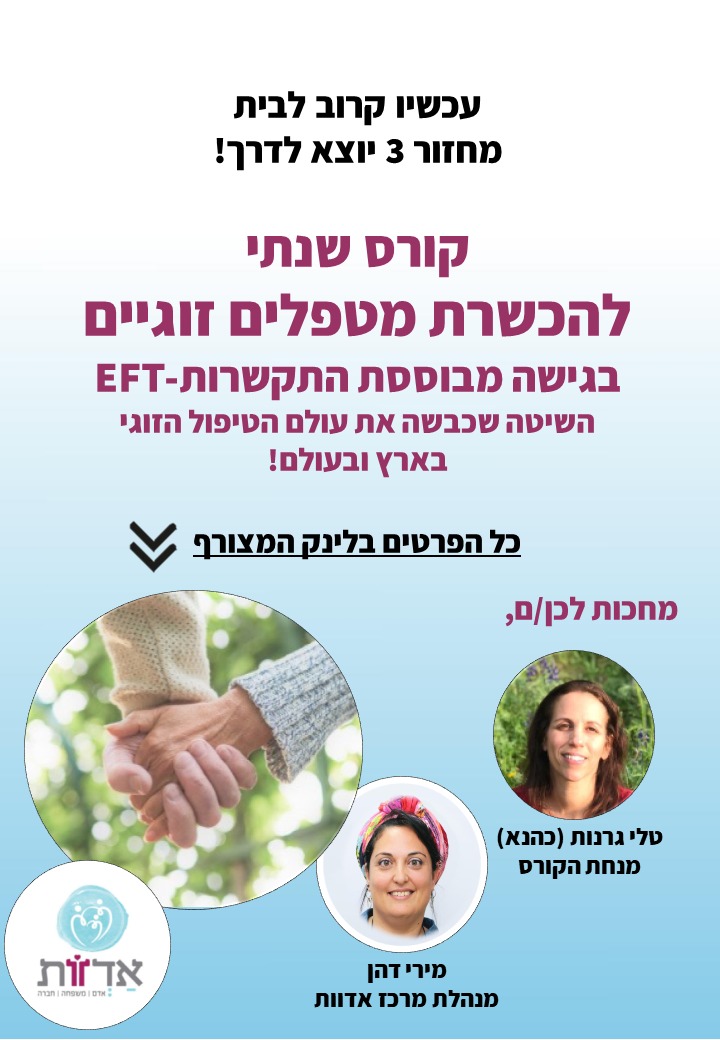 עכשיו קרוב לבית
מחזור 3 יוצא לדרך!
קורס שנתי
להכשרת מטפלים זוגיים
בגישה מבוססת התקשרות-EFT
השיטה שכבשה את עולם הטיפול הזוגי
בארץ ובעולם!
כל הפרטים בלינק המצורף
מחכות לכן/ם,
טלי גרנות (כהנא)
מנחת הקורס
מירי דהן
מנהלת מרכז אדוות
אַדְווֹת
אדם | משפחה | חברה